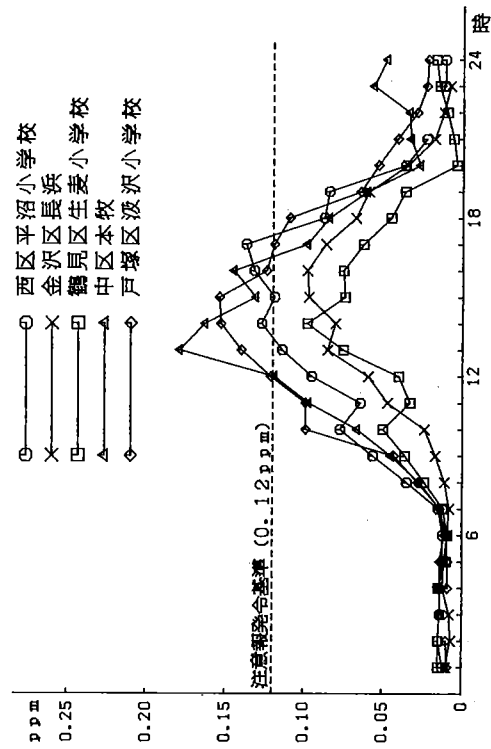 ppm
0.25
0.20
0.15
0.10
0.05
0
西区平沼小学校
金沢区長浜
鶴見区生麦小学校
中区本牧
戸塚区汲沢小学校
注意報発令基準 (0.12ppm)
6
12
18
24
時